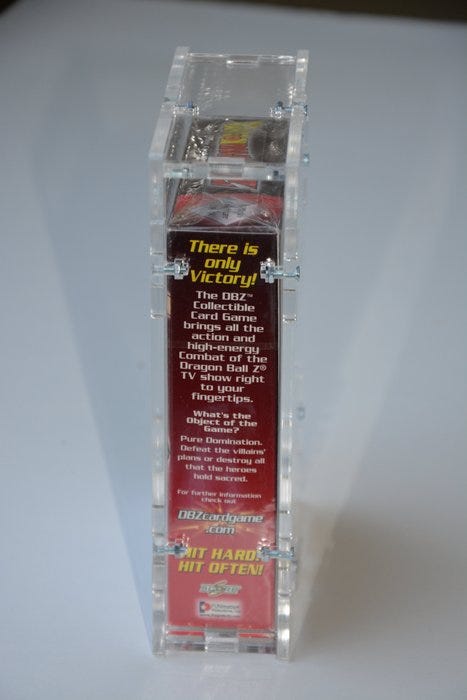 There is
only
Victory!
The DBZ™
Collectible
Card Game
brings all the
action and
high-energy
Combat of the
Dragon Ball Z®
TV show right
to your
fingertips.
What's the
Object of the
Game?
Pure Domination.
Defeat the villains'
plans or destroy all
that the heroes
hold sacred.
For further information
check out
DBZcardgame
.com
HIT HARD,
HIT OFTEN!
SCORE
FUNimation